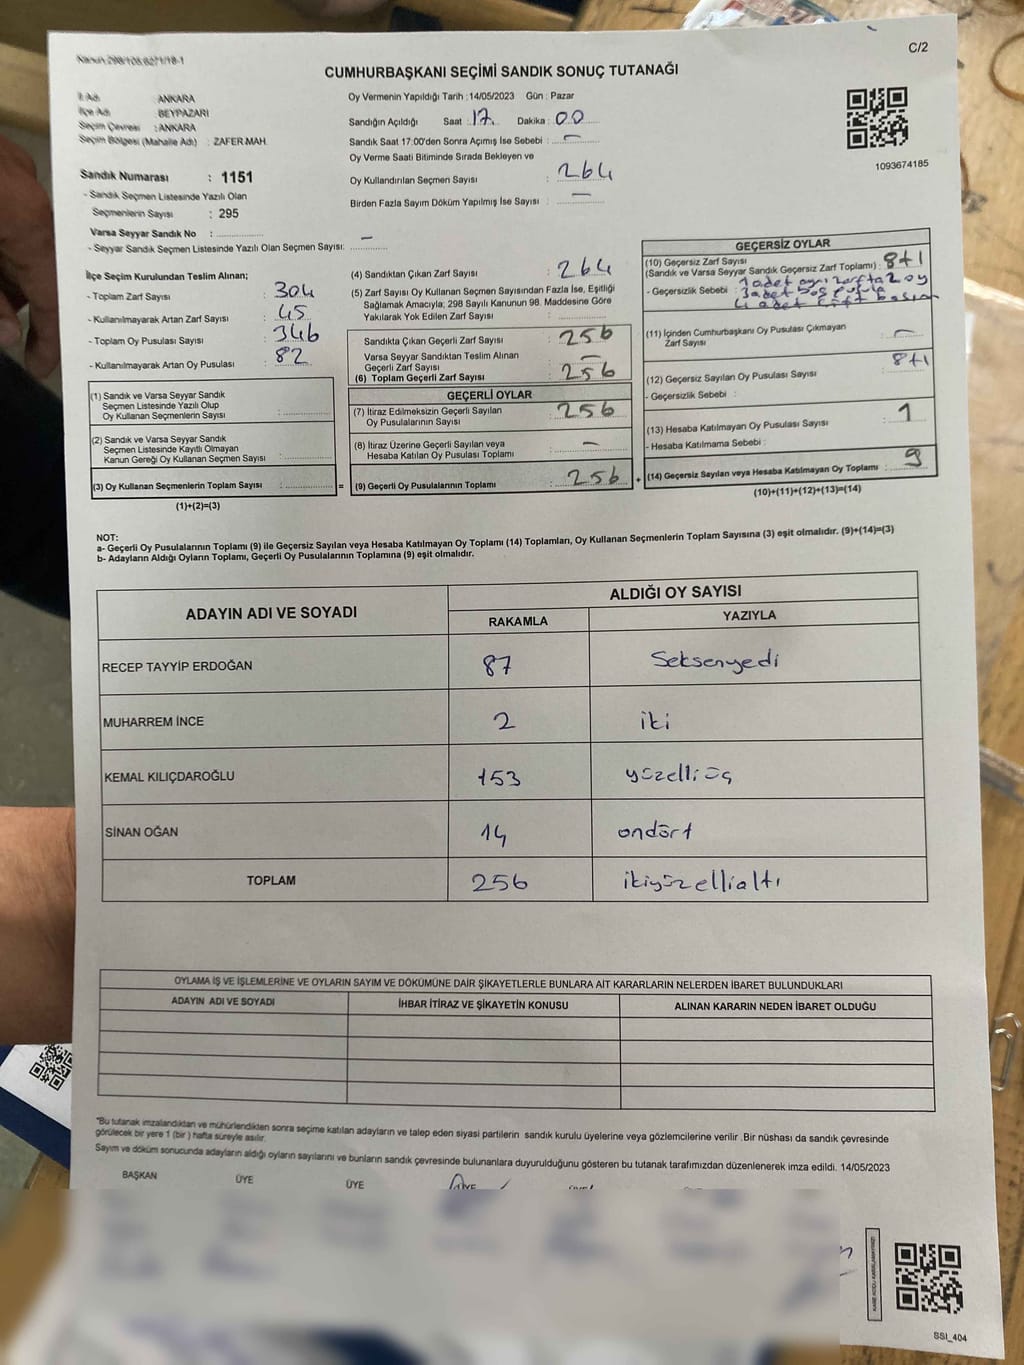 Kanun 298/105,6271/18-1
C/2
CUMHURBAŞKANI SEÇİMİ SANDIK SONUÇ TUTANAĞI
İl Adı : ANKARA
İlçe Adı : BEYPAZARI
Seçim Çevresi : ANKARA
Seçim Bölgesi (Mahalle Adı) : ZAFER MAH.
Sandık Numarası : 1151
- Sandık Seçmen Listesinde Yazılı Olan
Seçmenlerin Sayısı : 295
Varsa Seyyar Sandık No :
- Seyyar Sandık Seçmen Listesinde Yazılı Olan Seçmen Sayısı: –
Oy Vermenin Yapıldığı Tarih : 14/05/2023 Gün : Pazar
Sandığın Açıldığı Saat : 17 Dakika : 00
Sandık Saat 17.00'den Sonra Açımış İse Sebebi : –
Oy Verme Saati Bitiminde Sırada Bekleyen ve
Oy Kullandırılan Seçmen Sayısı : 264
Birden Fazla Sayım Döküm Yapılmış İse Sayısı : –
1093674185
İlçe Seçim Kurulundan Teslim Alınan;
- Toplam Zarf Sayısı : 304
- Kullanılmayarak Artan Zarf Sayısı : 45
- Toplam Oy Pusulası Sayısı : 346
- Kullanılmayarak Artan Oy Pusulası : 82
(1) Sandık ve Varsa Seyyar Sandık
Seçmen Listesinde Yazılı Olup
Oy Kullanan Seçmenlerin Sayısı :
(2) Sandık ve Varsa Seyyar Sandık
Seçmen Listesinde Kayıtlı Olmayan
Kanun Gereği Oy Kullanan Seçmen Sayısı :
(3) Oy Kullanan Seçmenlerin Toplam Sayısı : =
(1)+(2)=(3)
(4) Sandıktan Çıkan Zarf Sayısı : 264
(5) Zarf Sayısı Oy Kullanan Seçmen Sayısından Fazla İse, Eşitliği
Sağlamak Amacıyla; 298 Sayılı Kanunun 98. Maddesine Göre
Yakılarak Yok Edilen Zarf Sayısı :
Sandıkta Çıkan Geçerli Zarf Sayısı : 256
Varsa Seyyar Sandıktan Teslim Alınan
Geçerli Zarf Sayısı : –
(6) Toplam Geçerli Zarf Sayısı : 256
GEÇERLİ OYLAR
(7) İtiraz Edilmeksizin Geçerli Sayılan
Oy Pusulalarının Sayısı : 256
(8) İtiraz Üzerine Geçerli Sayılan veya
Hesaba Katılan Oy Pusulası Toplamı : –
(9) Geçerli Oy Pusulalarının Toplamı : 256 +
GEÇERSİZ OYLAR
(10) Geçersiz Zarf Sayısı
(Sandık ve Varsa Seyyar Sandık Geçersiz Zarf Toplamı) : 8+1
- Geçersizlik Sebebi : 1 adet aynı zarfta 2 oy
3 adet boş pusula
4 adet çift basım
(11) İçinden Cumhurbaşkanı Oy Pusulası Çıkmayan
Zarf Sayısı : –
(12) Geçersiz Sayılan Oy Pusulası Sayısı : 8+1
- Geçersizlik Sebebi :
(13) Hesaba Katılmayan Oy Pusulası Sayısı : 1
- Hesaba Katılmama Sebebi :
(14) Geçersiz Sayılan veya Hesaba Katılmayan Oy Toplamı : 9
(10)+(11)+(12)+(13)=(14)
NOT:
a- Geçerli Oy Pusulalarının Toplamı (9) ile Geçersiz Sayılan veya Hesaba Katılmayan Oy Toplamı (14) Toplamları, Oy Kullanan Seçmenlerin Toplam Sayısına (3) eşit olmalıdır. (9)+(14)=(3)
b- Adayların Aldığı Oyların Toplamı, Geçerli Oy Pusulalarının Toplamına (9) eşit olmalıdır.
ADAYIN ADI VE SOYADI ALDIĞI OY SAYISI
RAKAMLA YAZIYLA
RECEP TAYYİP ERDOĞAN 87 Seksenyedi
MUHARREM İNCE 2 iki
KEMAL KILIÇDAROĞLU 153 yüzelliüç
SİNAN OĞAN 14 ondört
TOPLAM 256 ikiyüzellialtı
OYLAMA İŞ VE İŞLEMLERİNE VE OYLARIN SAYIM VE DÖKÜMÜNE DAİR ŞİKAYETLERLE BUNLARA AİT KARARLARIN NELERDEN İBARET BULUNDUKLARI
ADAYIN ADI VE SOYADI İHBAR İTİRAZ VE ŞİKAYETİN KONUSU ALINAN KARARIN NEDEN İBARET OLDUĞU
"Bu tutanak imzalandıktan ve mühürlendikten sonra seçime katılan adayların ve talep eden siyasi partilerin sandık kurulu üyelerine veya gözlemcilerine verilir .Bir nüshası da sandık çevresinde
görülecek bir yere 1 (bir ) hafta süreyle asılır.
Sayım ve döküm sonucunda adayların aldığı oyların sayılarını ve bunların sandık çevresinde bulunanlara duyurulduğunu gösteren bu tutanak tarafımızdan düzenlenerek imza edildi. 14/05/2023
BAŞKAN ÜYE ÜYE ÜYE
SSI_404